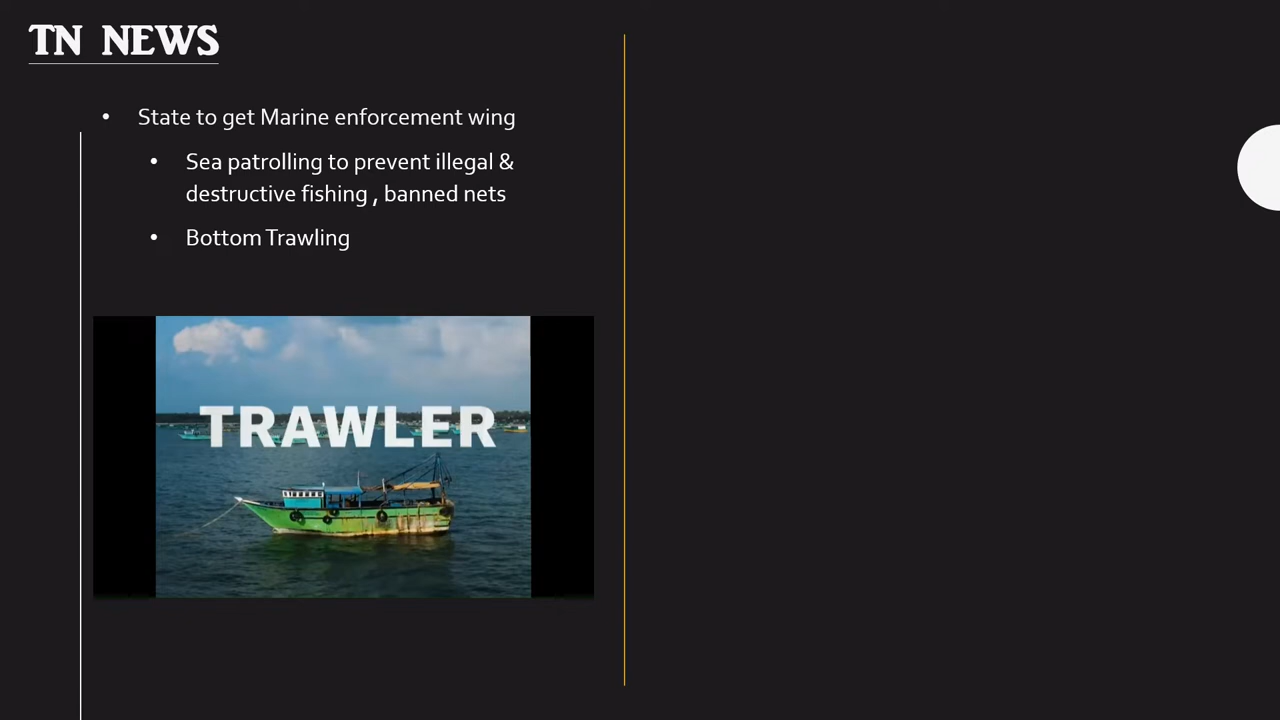 TN NEWS
• State to get Marine enforcement wing
• Sea patrolling to prevent illegal &
destructive fishing , banned nets
• Bottom Trawling
TRAWLER